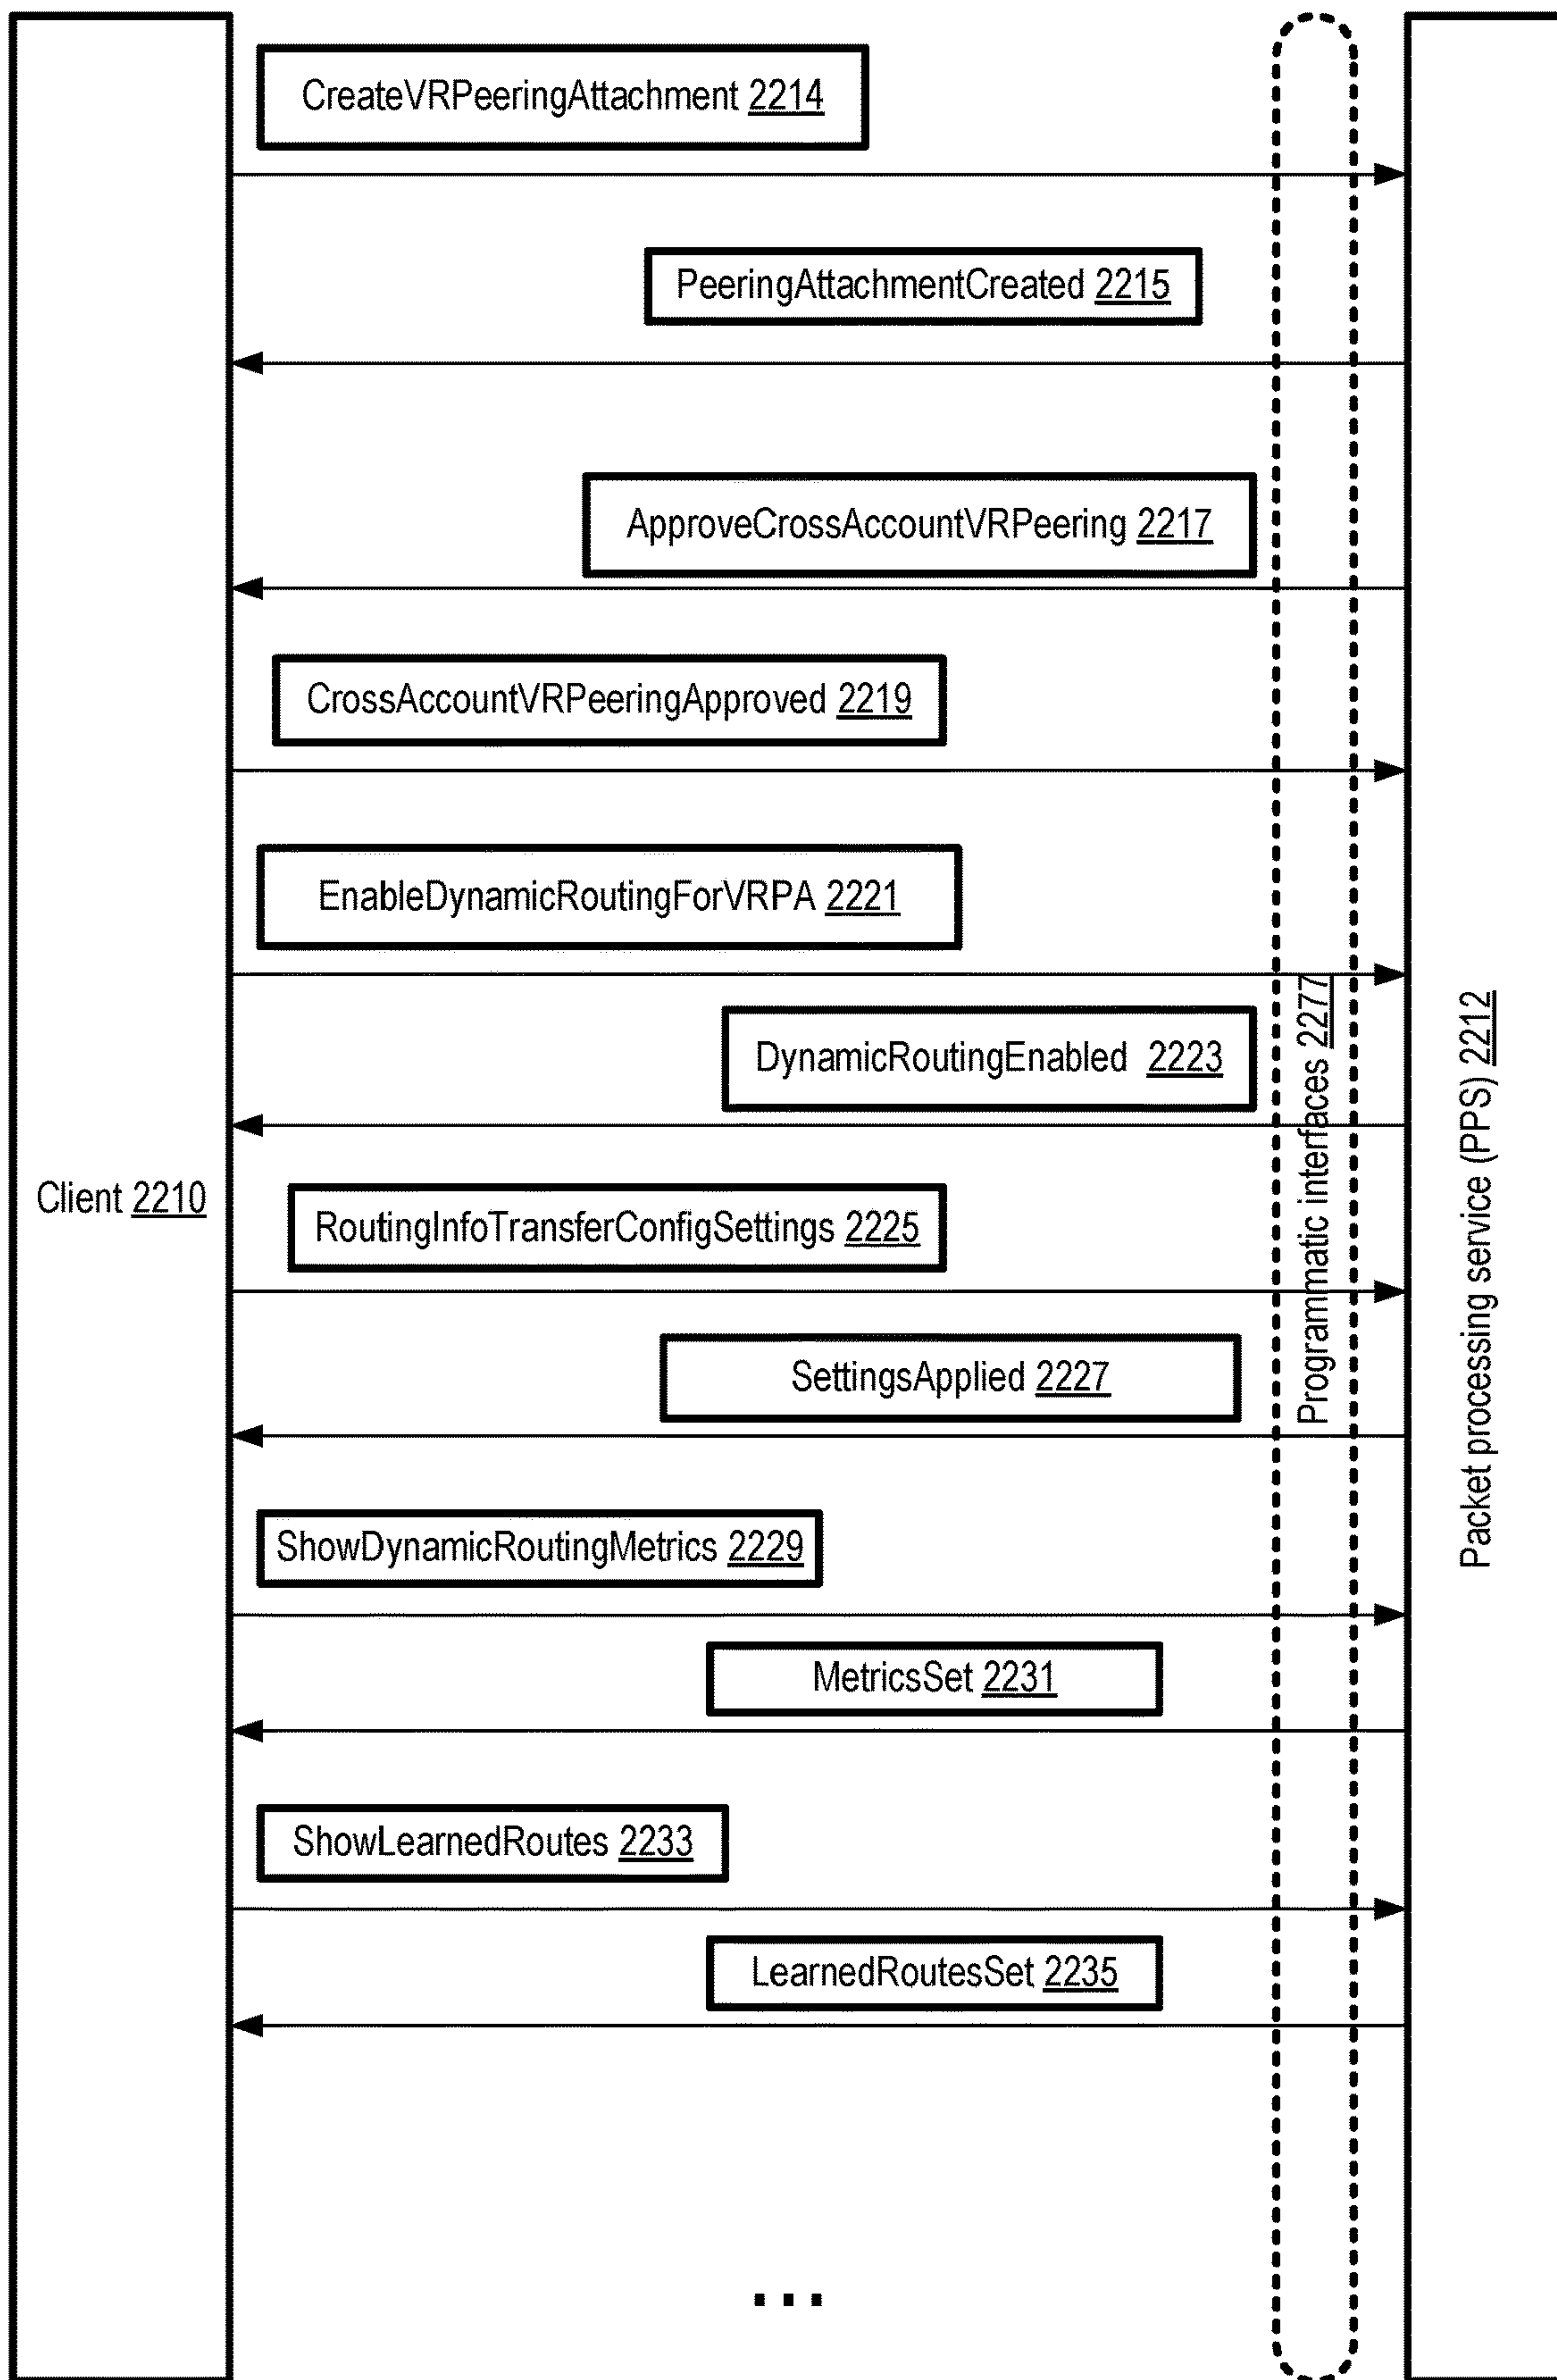 CreateVRPeeringAttachment 2214
PeeringAttachmentCreated 2215
ApproveCrossAccountVRPeering 2217
CrossAccountVRPeeringApproved 2219
EnableDynamicRoutingForVRPA 2221
DynamicRoutingEnabled 2223
Client 2210
RoutingInfoTransferConfigSettings 2225
Programmatic interfaces 2277
Packet processing service (PPS) 2212
SettingsApplied 2227
ShowDynamicRoutingMetrics 2229
MetricsSet 2231
ShowLearnedRoutes 2233
LearnedRoutesSet 2235
...